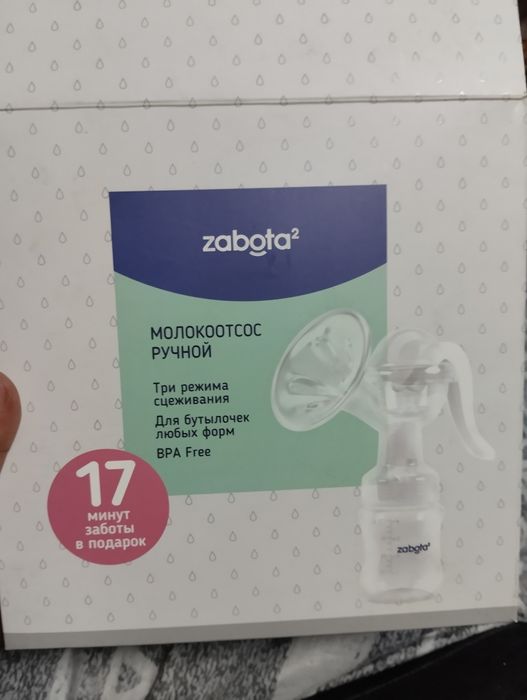 zabota²
МОЛОКООТСОС
РУЧНОЙ
Три режима
сцеживания
Для бутылочек
любых форм
BPA Free
17
минут
заботы
в подарок
zabota²